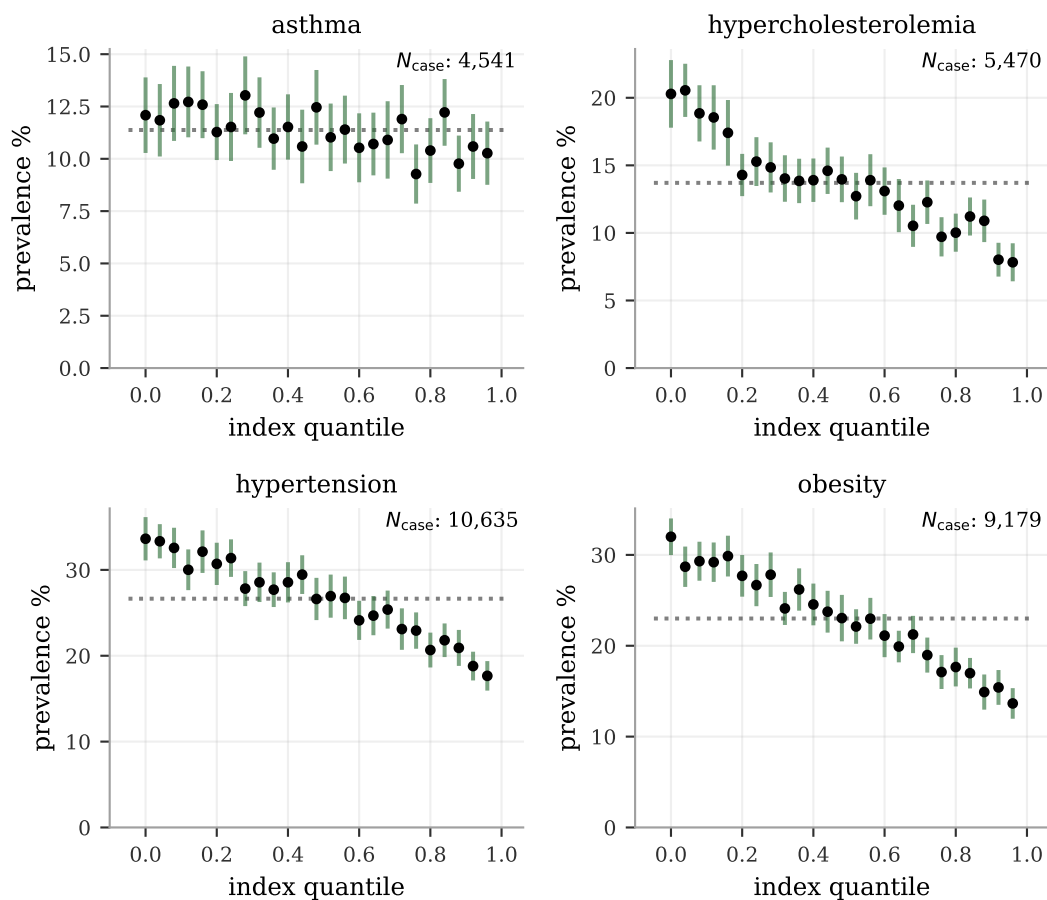 asthma
N_case: 4,541
prevalence %
15.0
12.5
10.0
7.5
5.0
2.5
0.0
0.0 0.2 0.4 0.6 0.8 1.0
index quantile
hypercholesterolemia
N_case: 5,470
prevalence %
20
15
10
5
0
0.0 0.2 0.4 0.6 0.8 1.0
index quantile
hypertension
N_case: 10,635
prevalence %
30
20
10
0
0.0 0.2 0.4 0.6 0.8 1.0
index quantile
obesity
N_case: 9,179
prevalence %
30
20
10
0
0.0 0.2 0.4 0.6 0.8 1.0
index quantile